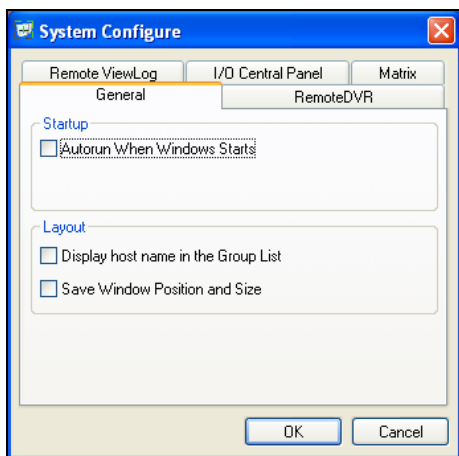 System Configure
Remote ViewLog I/O Central Panel Matrix
General RemoteDVR
Startup
Autorun When Windows Starts
Layout
Display host name in the Group List
Save Window Position and Size
OK Cancel